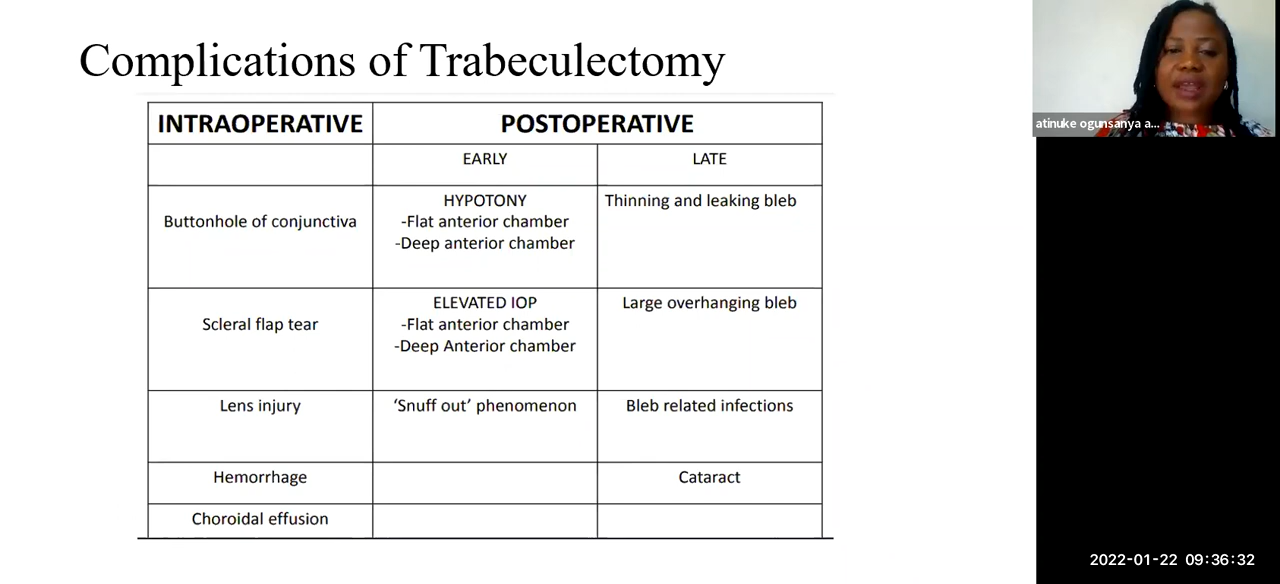 Complications of Trabeculectomy
atinuke ogunsanya a...
INTRAOPERATIVE
POSTOPERATIVE
EARLY
LATE
Buttonhole of conjunctiva
HYPOTONY
-Flat anterior chamber
-Deep anterior chamber
Thinning and leaking bleb
Scleral flap tear
ELEVATED IOP
-Flat anterior chamber
-Deep Anterior chamber
Large overhanging bleb
Lens injury
‘Snuff out’ phenomenon
Bleb related infections
Hemorrhage
Cataract
Choroidal effusion
2022-01-22 09:36:32